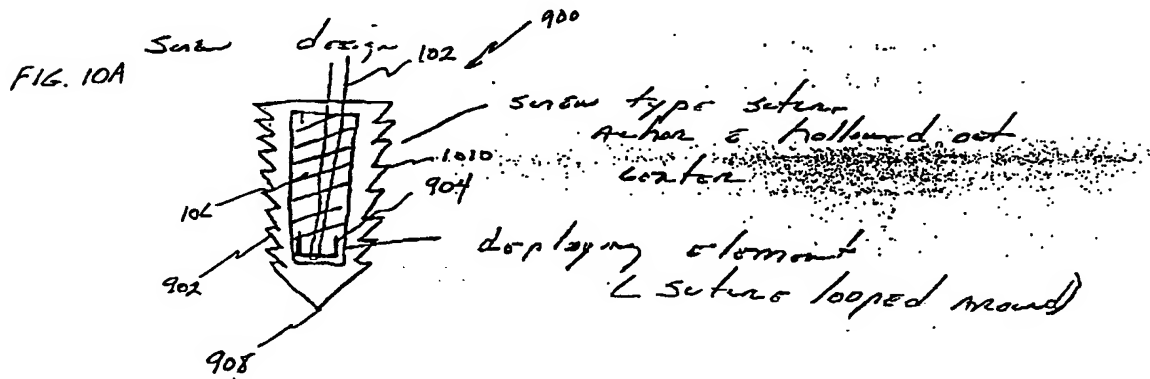 900
Screw design
102
FIG. 10A
screw type suture
Achor c̄ hollowed out
1010
center
904
106
deploying element
902
(suture looped around)
908